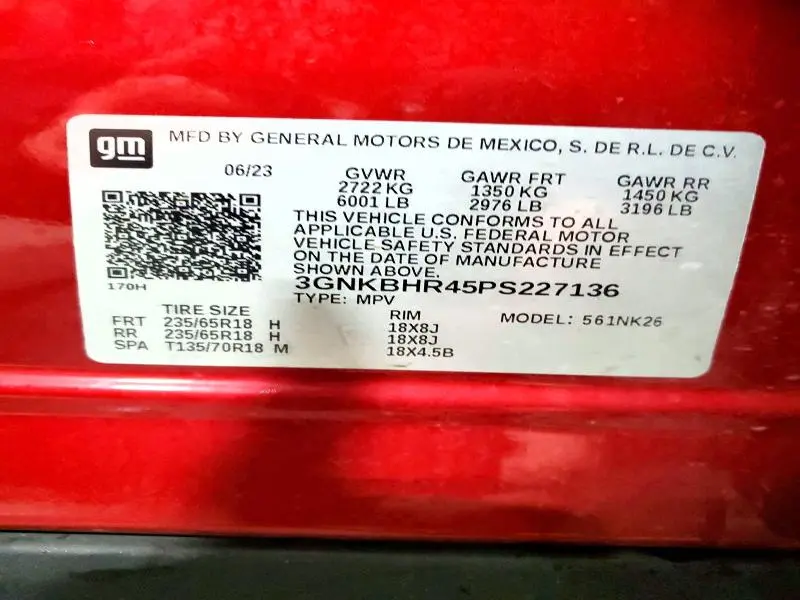 gm MFD BY GENERAL MOTORS DE MEXICO, S. DE R.L. DE C.V.
06/23 GVWR GAWR FRT GAWR RR
2722 KG 1350 KG 1450 KG
6001 LB 2976 LB 3196 LB
THIS VEHICLE CONFORMS TO ALL
APPLICABLE U.S. FEDERAL MOTOR
VEHICLE SAFETY STANDARDS IN EFFECT
ON THE DATE OF MANUFACTURE
SHOWN ABOVE.
170H 3GNKBHR45PS227136
TYPE: MPV
TIRE SIZE RIM MODEL: 561NK26
FRT 235/65R18 H 18X8J
RR 235/65R18 H 18X8J
SPA T135/70R18 M 18X4.5B